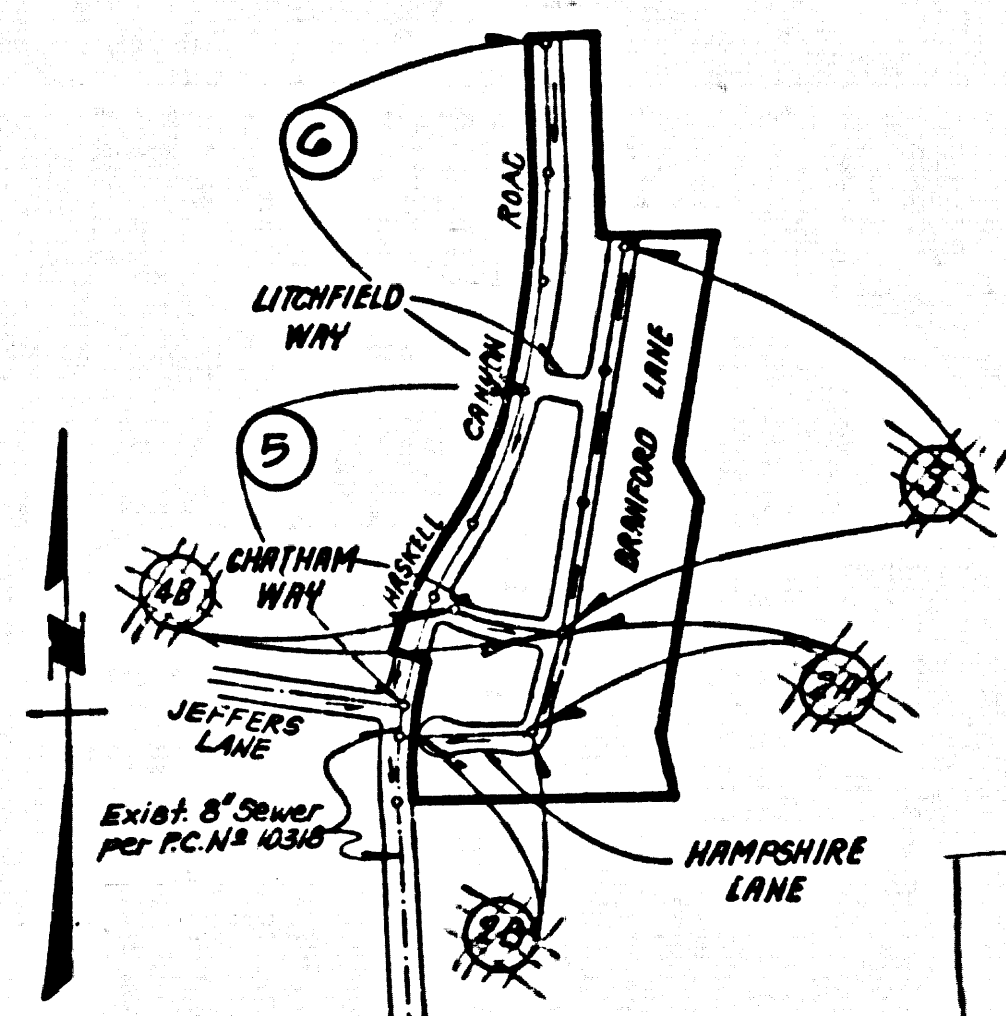 6
ROAD
LITCHFIELD
WAY
CANYON
BRANFORD LANE
5
3
HASKELL
CHATHAM
WAY
4B
2A
JEFFERS
LANE
Exist. 8" Sewer
per P.C. Nº 10318
HAMPSHIRE
LANE
2B